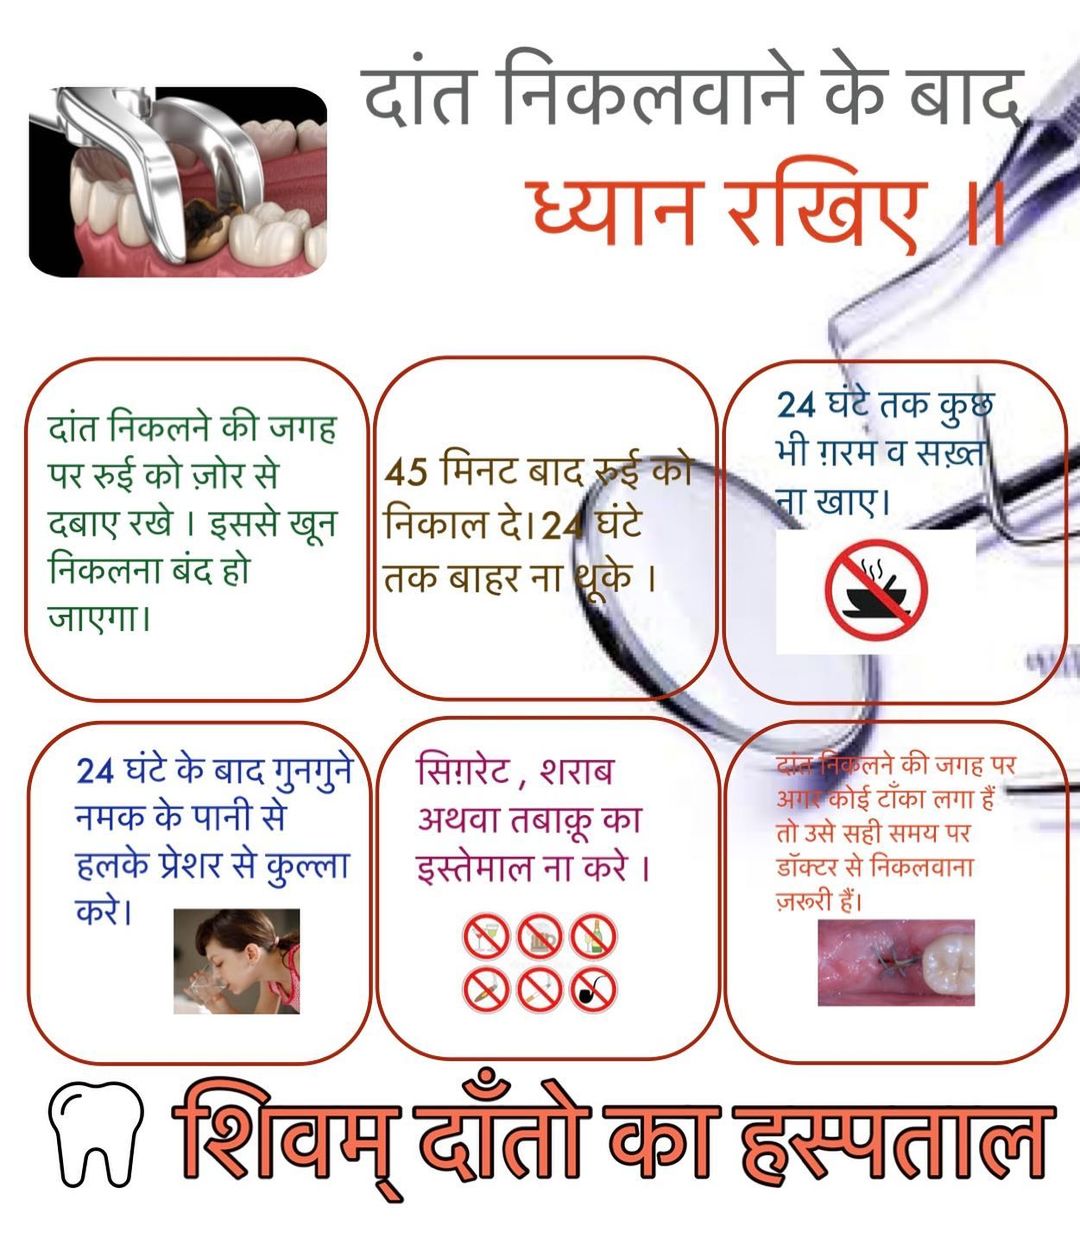 दांत निकलवाने के बाद
ध्यान रखिए ॥
दांत निकलने की जगह
पर रुई को ज़ोर से
दबाए रखे । इससे खून
निकलना बंद हो
जाएगा।
45 मिनट बाद रुई को
निकाल दे।24 घंटे
तक बाहर ना थूके ।
24 घंटे तक कुछ
भी ग़रम व सख़्त
ना खाए।
24 घंटे के बाद गुनगुने
नमक के पानी से
हलके प्रेशर से कुल्ला
करे।
सिग़रेट , शराब
अथवा तबाक़ू का
इस्तेमाल ना करे ।
दांत निकलने की जगह पर
अगर कोई टाँका लगा हैं
तो उसे सही समय पर
डॉक्टर से निकलवाना
ज़रूरी हैं।
शिवम् दाँतो का हस्पताल